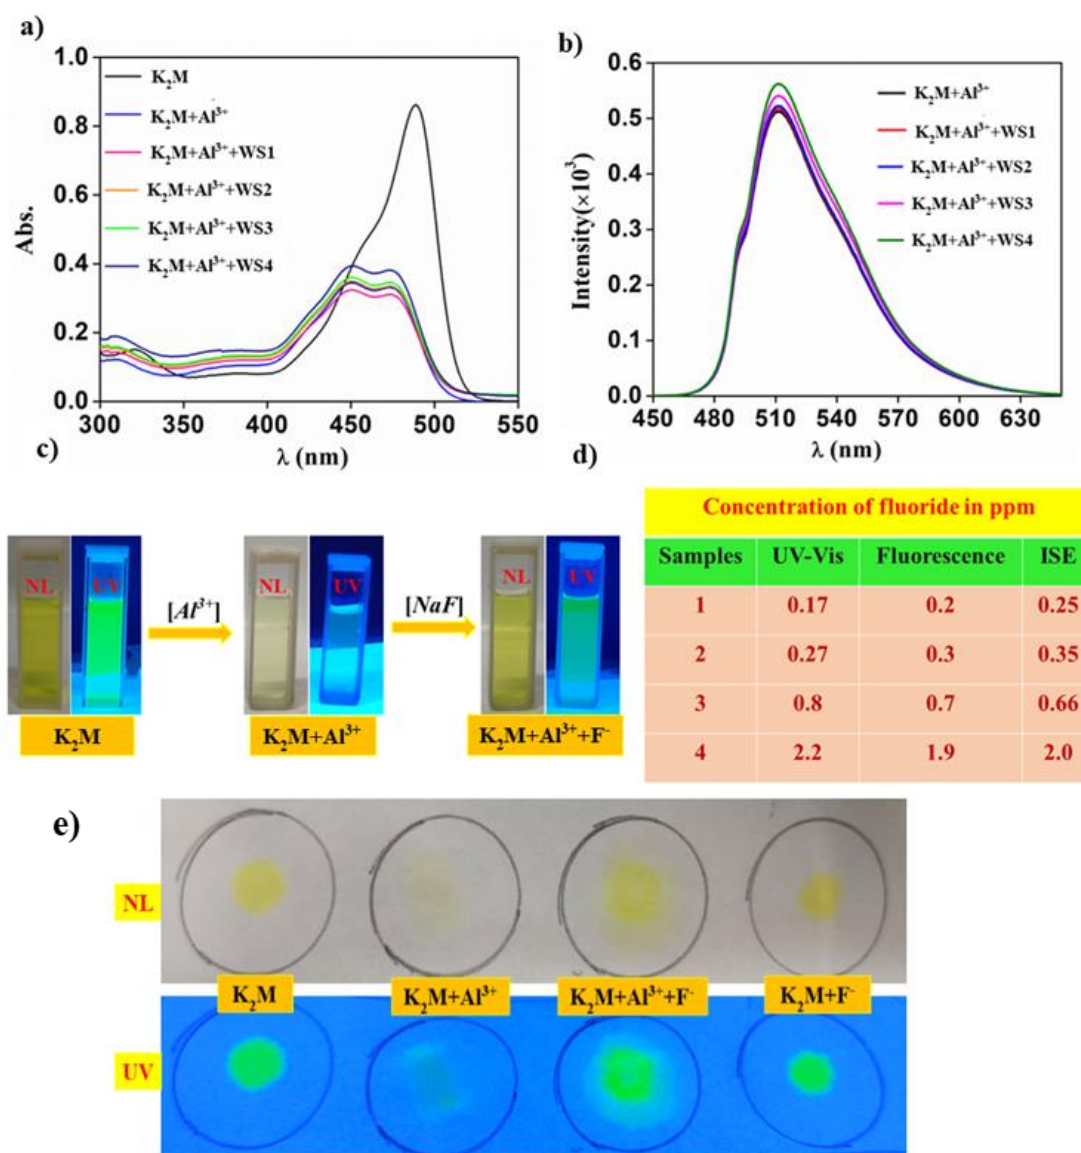 a)
1.0
0.8
0.6
0.4
0.2
0.0
Abs.
K₂M
K₂M+Al³⁺
K₂M+Al³⁺+WS1
K₂M+Al³⁺+WS2
K₂M+Al³⁺+WS3
K₂M+Al³⁺+WS4
300 350 400 450 500 550
λ (nm)
b)
0.6
0.5
0.4
0.3
0.2
0.1
0.0
Intensity(×10³)
K₂M+Al³⁺
K₂M+Al³⁺+WS1
K₂M+Al³⁺+WS2
K₂M+Al³⁺+WS3
K₂M+Al³⁺+WS4
450 480 510 540 570 600 630
λ (nm)
c)
NL UV
[Al³⁺]
NL UV
[NaF]
NL UV
K₂M
K₂M+Al³⁺
K₂M+Al³⁺+F⁻
d)
Concentration of fluoride in ppm
Samples UV-Vis Fluorescence ISE
1 0.17 0.2 0.25
2 0.27 0.3 0.35
3 0.8 0.7 0.66
4 2.2 1.9 2.0
e)
NL
K₂M K₂M+Al³⁺ K₂M+Al³⁺+F⁻ K₂M+F⁻
UV